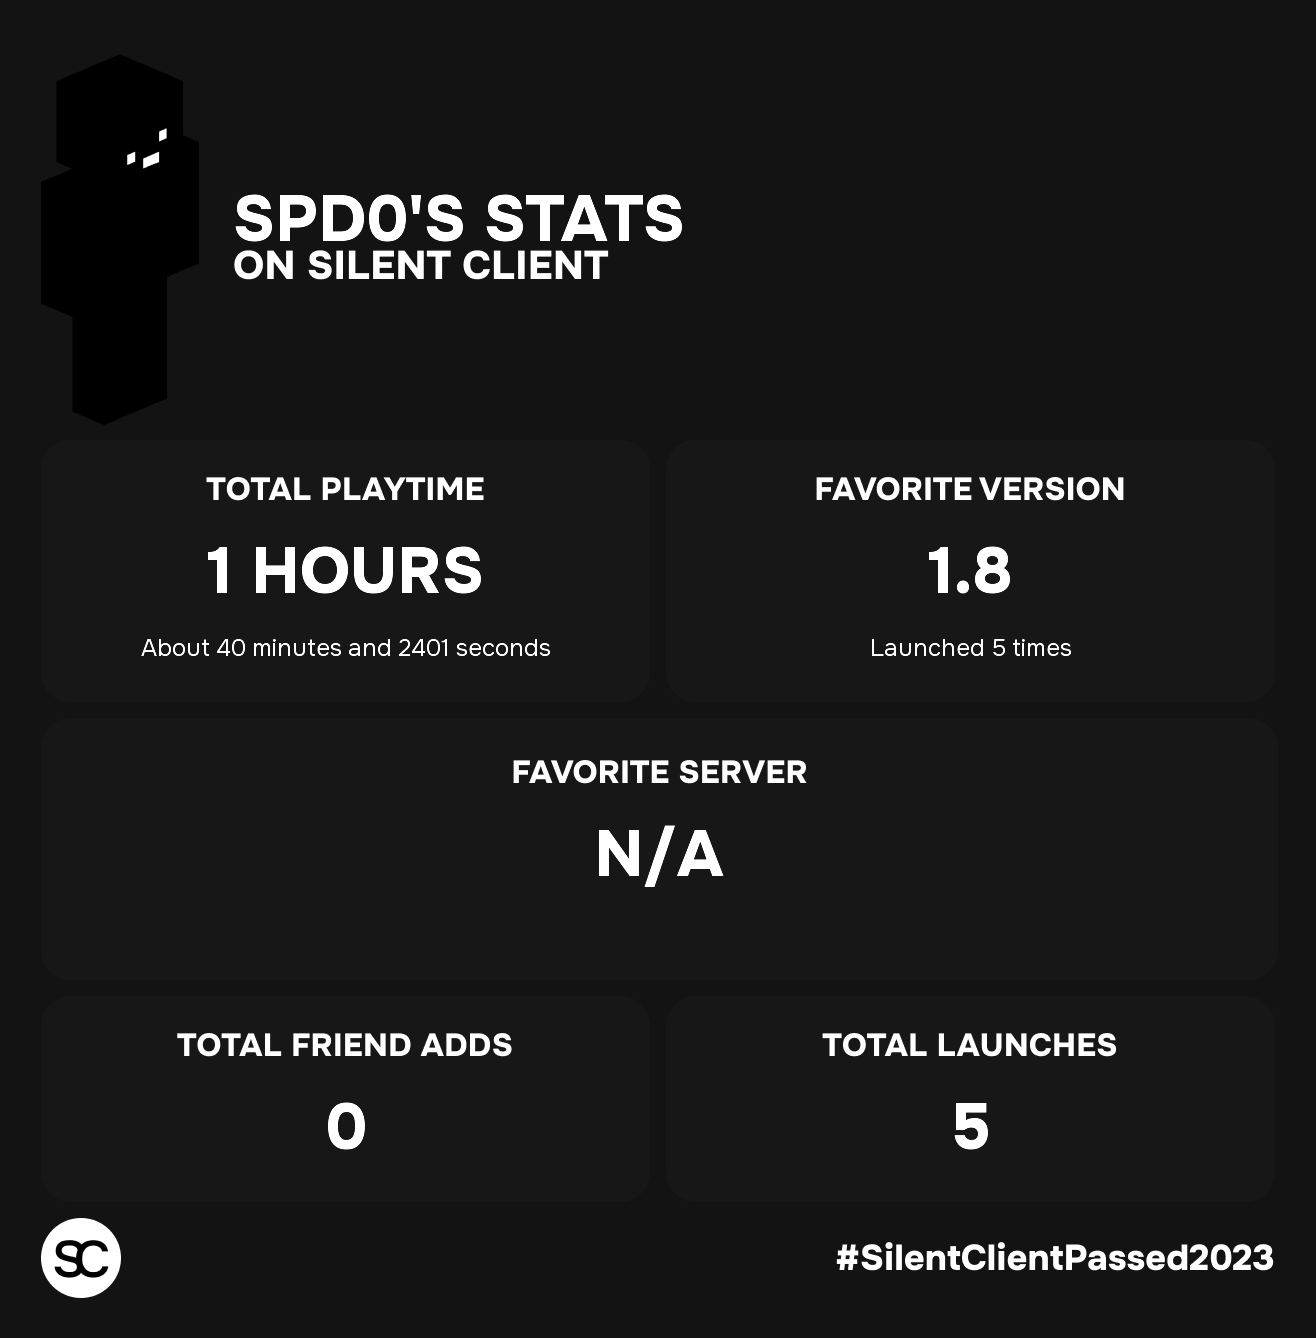 SPD0'S STATS
ON SILENT CLIENT
TOTAL PLAYTIME
1 HOURS
About 40 minutes and 2401 seconds
FAVORITE VERSION
1.8
Launched 5 times
FAVORITE SERVER
N/A
TOTAL FRIEND ADDS
0
TOTAL LAUNCHES
5
SC
#SilentClientPassed2023